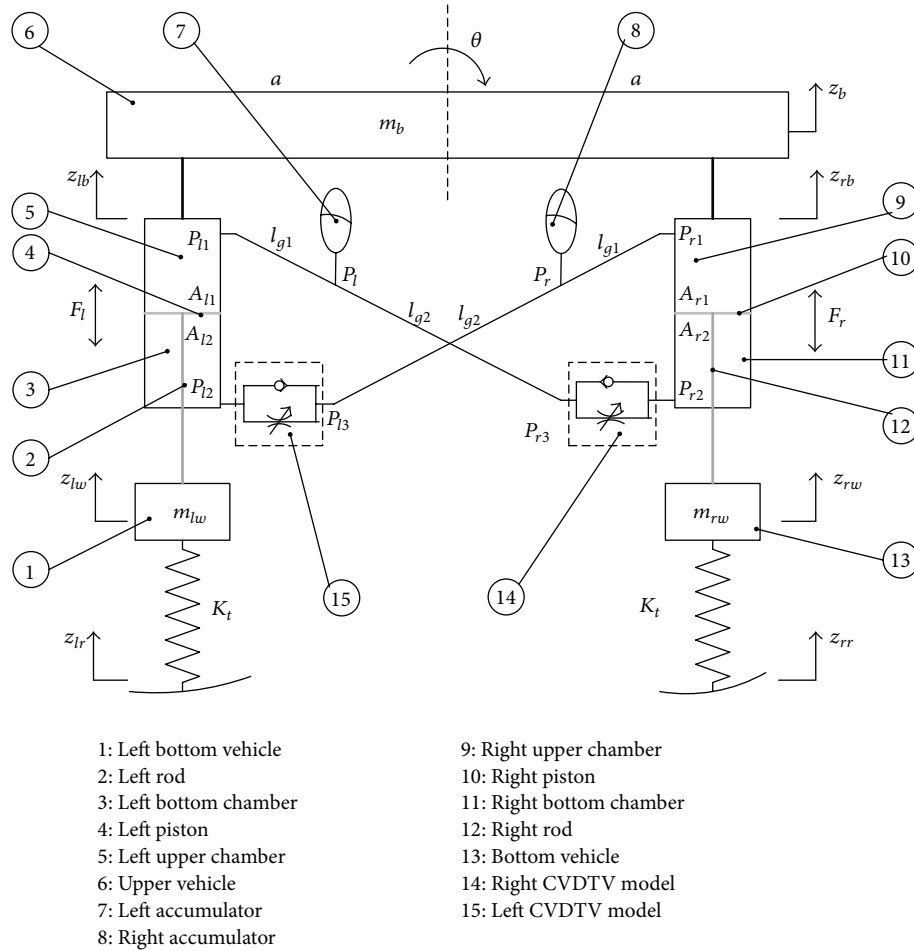 6
7
8
θ
a
a
z_b
m_b
z_lb
z_rb
5
9
P_l1
l_g1
l_g1
P_r1
4
10
P_l
P_r
F_l
A_l1
A_r1
F_r
l_g2
l_g2
A_l2
A_r2
3
11
P_l2
P_r2
P_l3
P_r3
2
12
z_lw
z_rw
m_lw
m_rw
1
13
15
14
K_t
K_t
z_lr
z_rr
1: Left bottom vehicle
2: Left rod
3: Left bottom chamber
4: Left piston
5: Left upper chamber
6: Upper vehicle
7: Left accumulator
8: Right accumulator
9: Right upper chamber
10: Right piston
11: Right bottom chamber
12: Right rod
13: Bottom vehicle
14: Right CVDTV model
15: Left CVDTV model